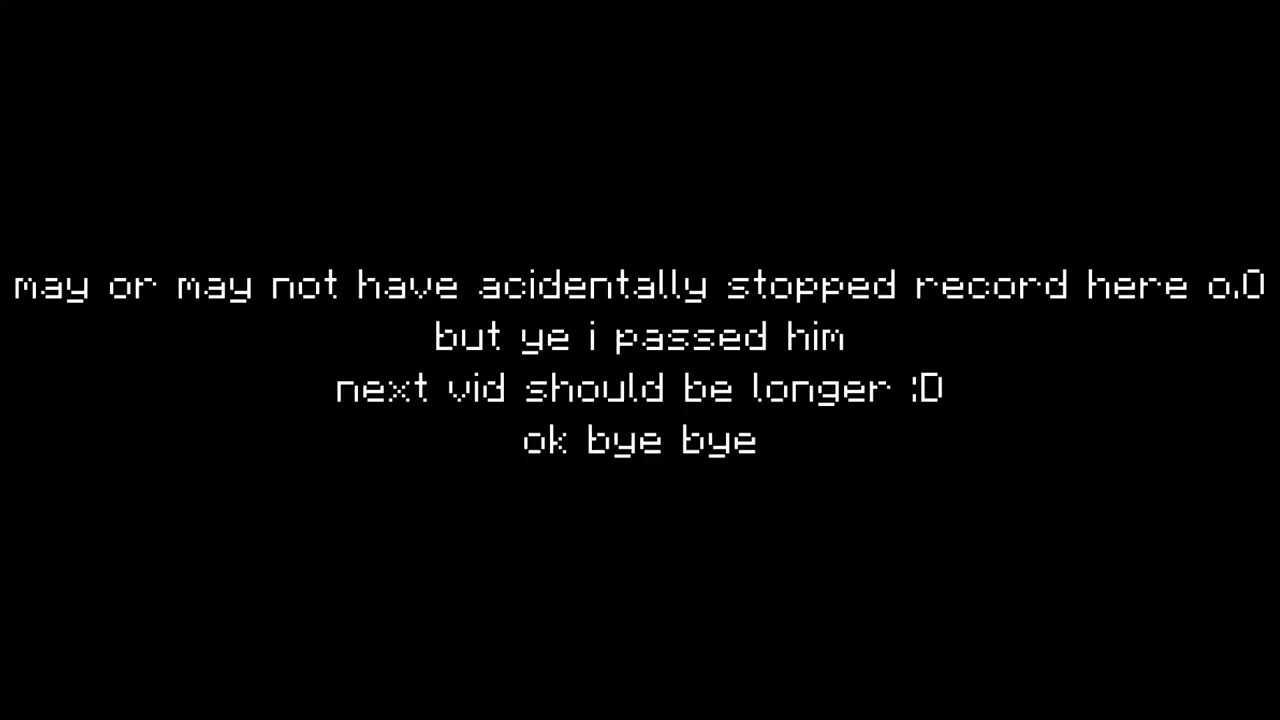 may or may not have acidentally stopped record here o.O
but ye i passed him
next vid should be longer :D
ok bye bye